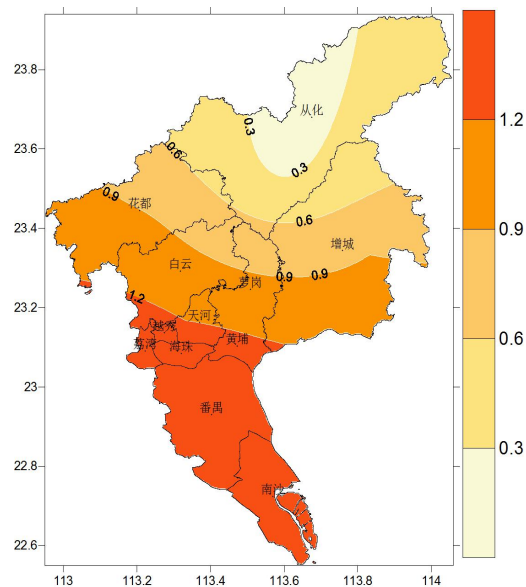 23.8
从化
1.2
0.3
23.6
0.6
0.3
0.9
花都
0.6
0.9
23.4
增城
白云
0.9
0.9
萝岗
23.2
1.2
天河
越秀
荔湾
海珠
黄埔
0.6
23
番禺
22.8
0.3
南沙
22.6
113
113.2
113.4
113.6
113.8
114